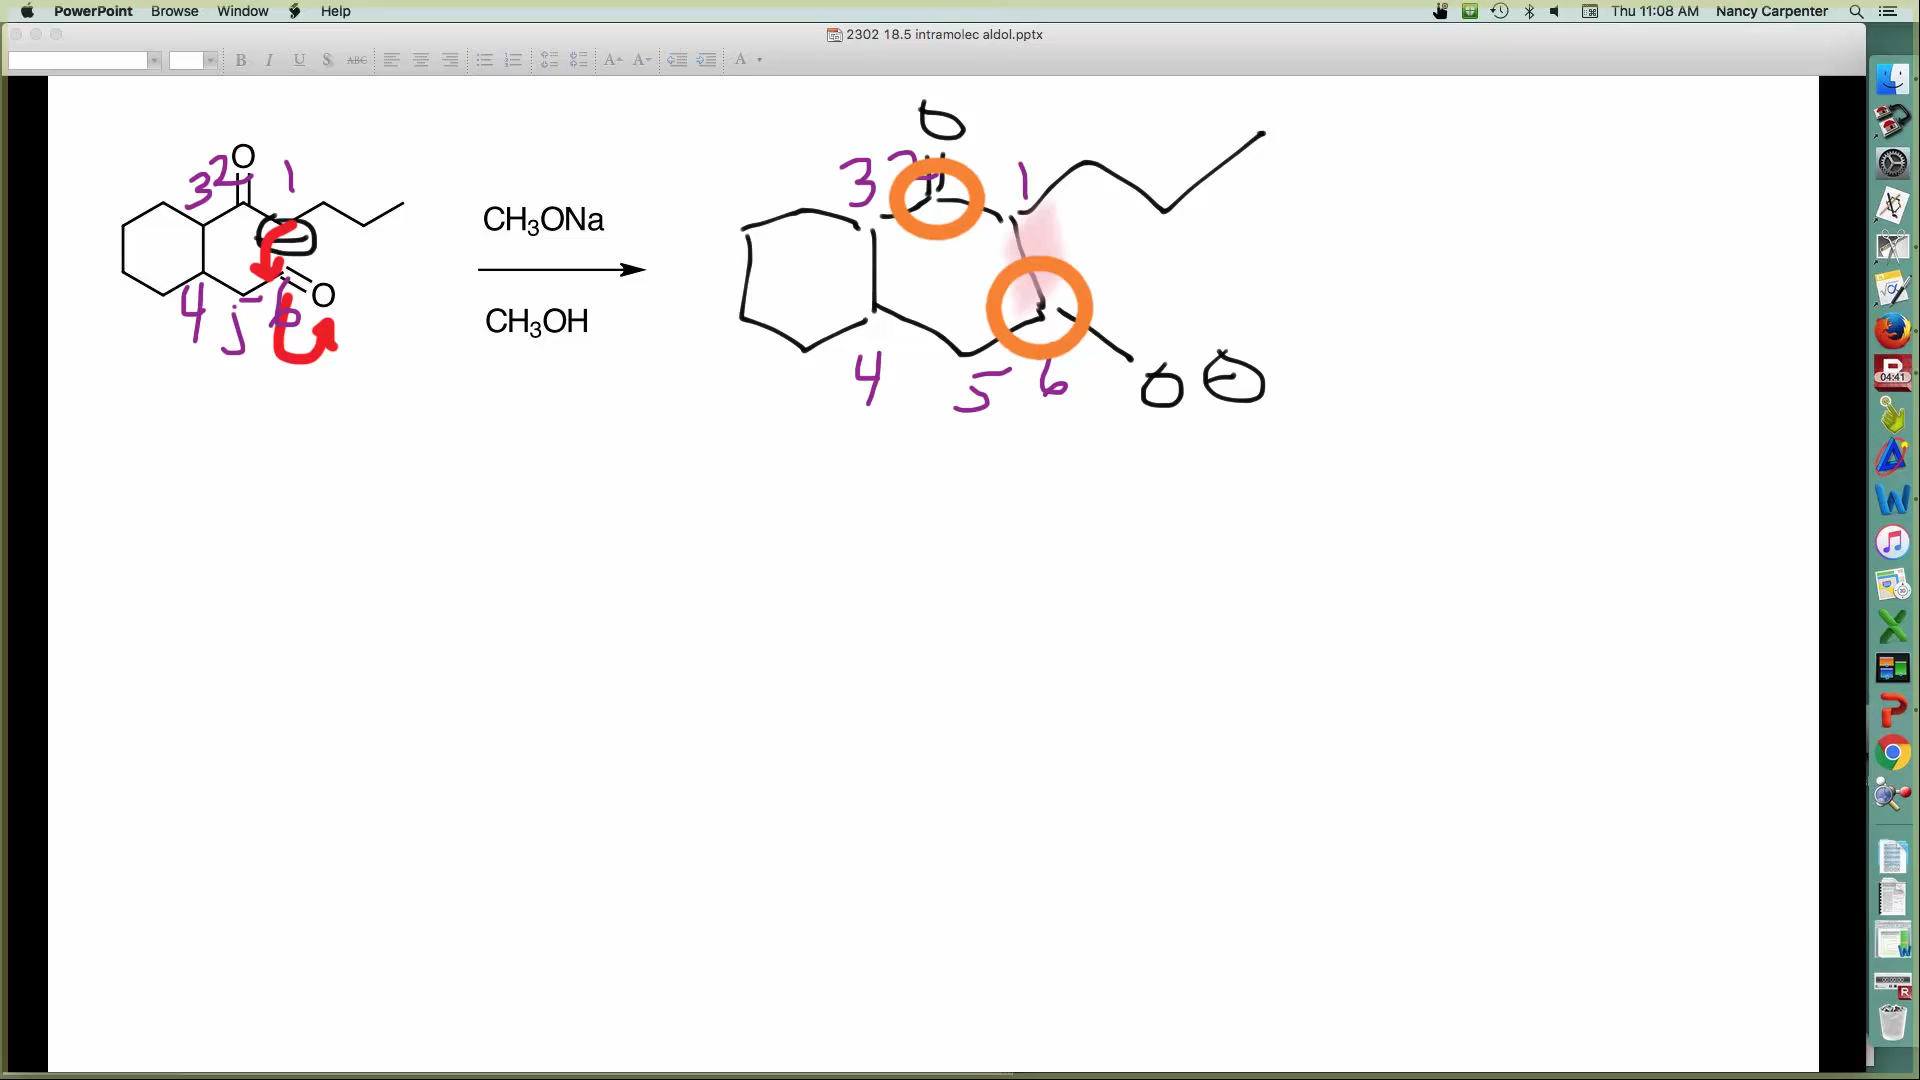 PowerPoint Browse Window Help Thu 11:08 AM Nancy Carpenter
2302 18.5 intramolec aldol.pptx
B I U S ABC A A A
O
3 2 1
O
4 5 6
CH₃ONa
CH₃OH
O
3 2 1
4 5 6
O ⊖
04:41